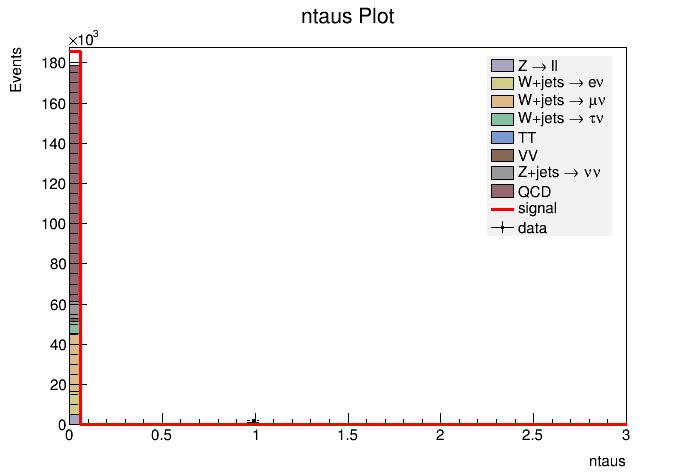 ntaus Plot
×10³
Events
180
160
140
120
100
80
60
40
20
0
0 0.5 1 1.5 2 2.5 3
ntaus
Z → ll
W+jets → eν
W+jets → μν
W+jets → τν
TT
VV
Z+jets → νν
QCD
signal
data